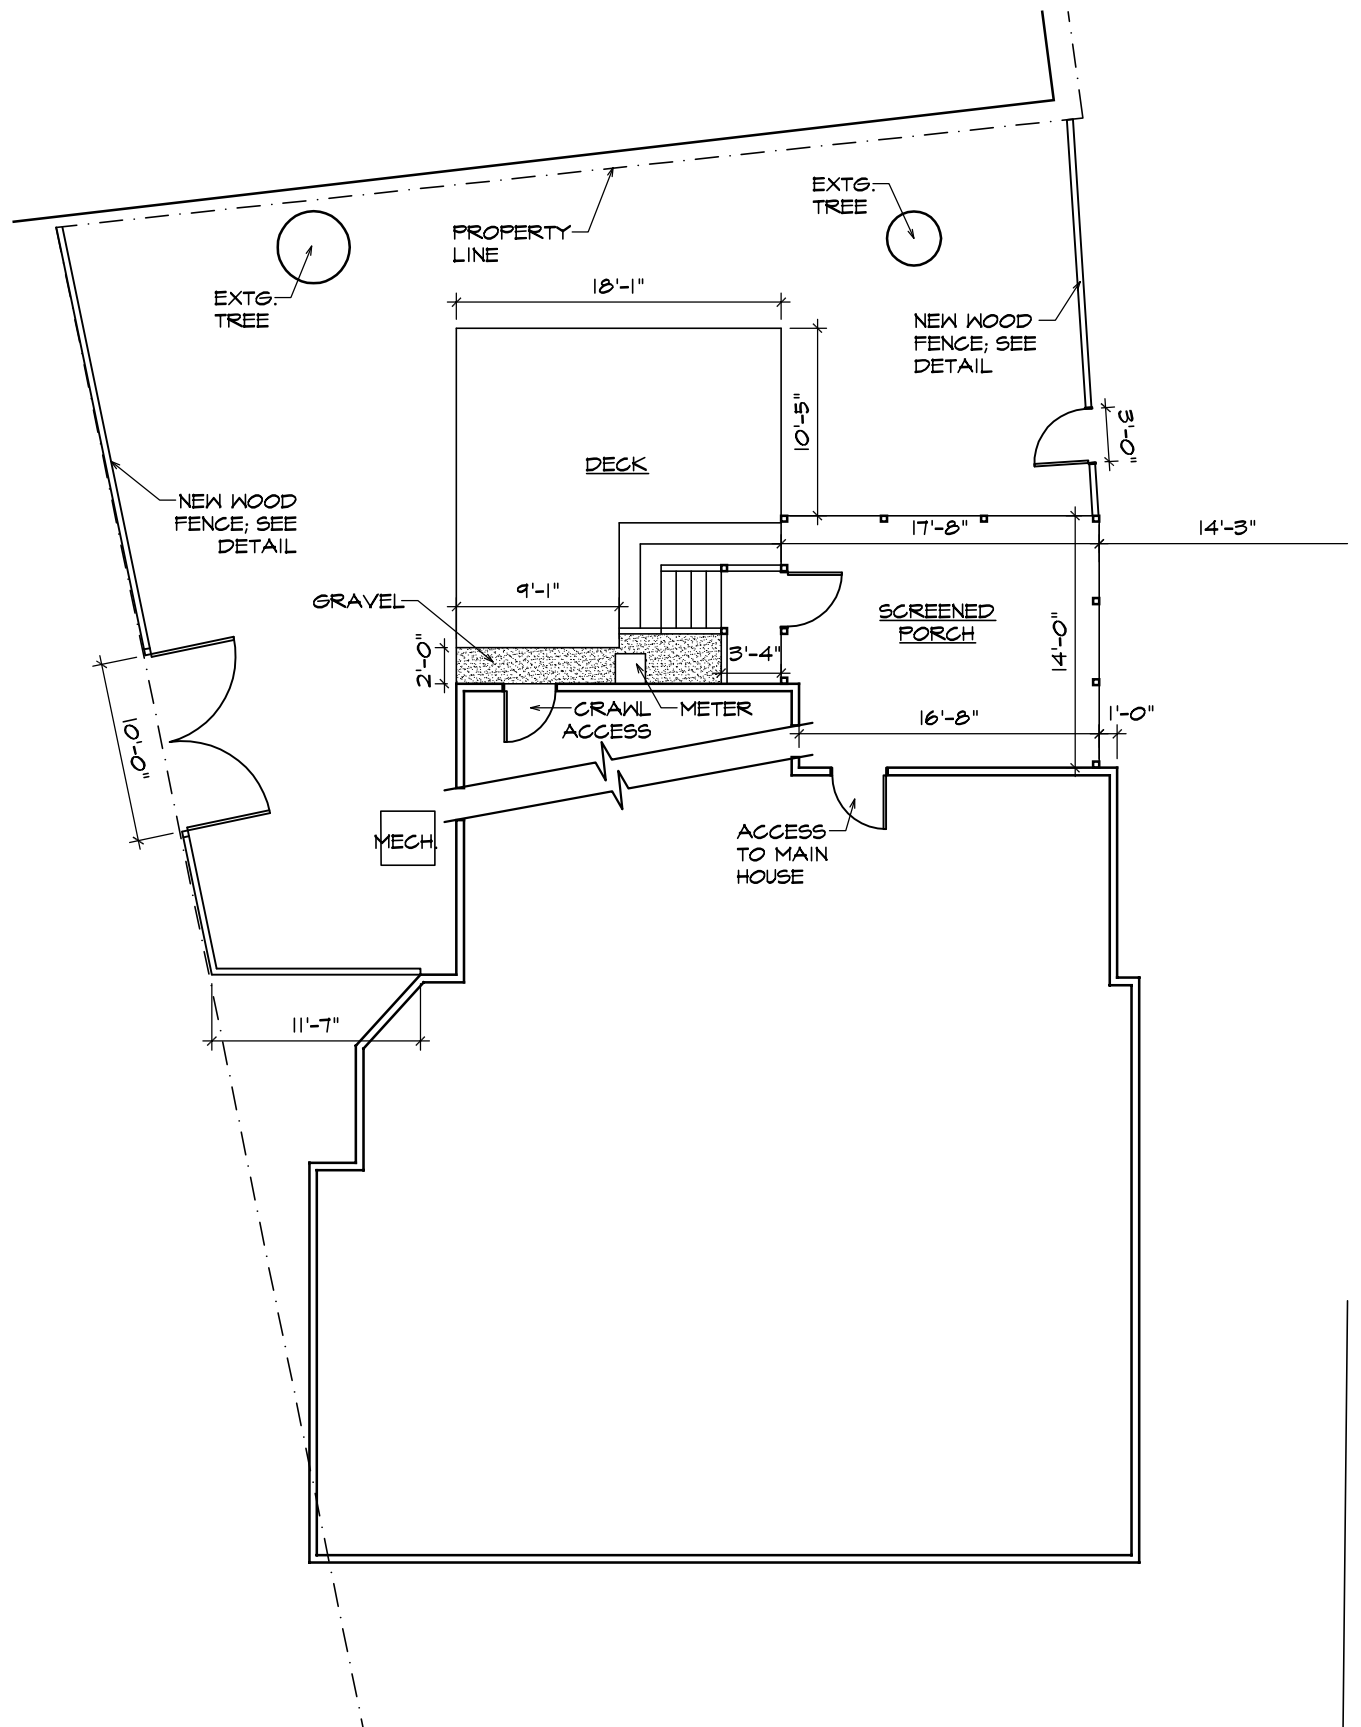 EXTG.
TREE
PROPERTY
LINE
EXTG.
TREE
18'-1"
NEW WOOD
FENCE; SEE
DETAIL
10'-5"
3'-0"
DECK
NEW WOOD
FENCE; SEE
DETAIL
17'-8"
14'-3"
GRAVEL
9'-1"
SCREENED
PORCH
14'-0"
2'-0"
3'-4"
CRAWL
ACCESS
METER
16'-8"
1'-0"
10'-0"
MECH.
ACCESS
TO MAIN
HOUSE
11'-7"